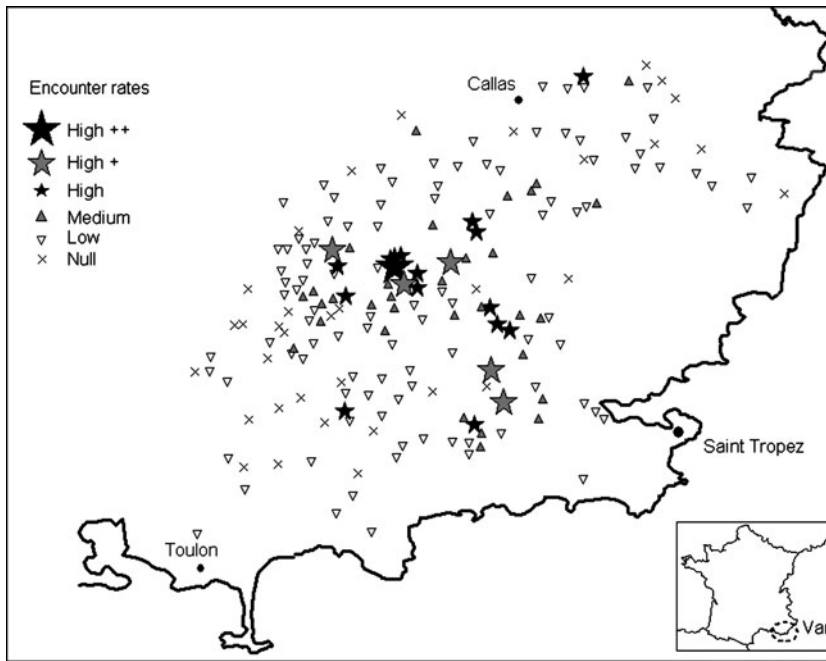 Encounter rates
High ++
High +
High
Medium
Low
Null
Callas
Saint Tropez
Toulon
Var